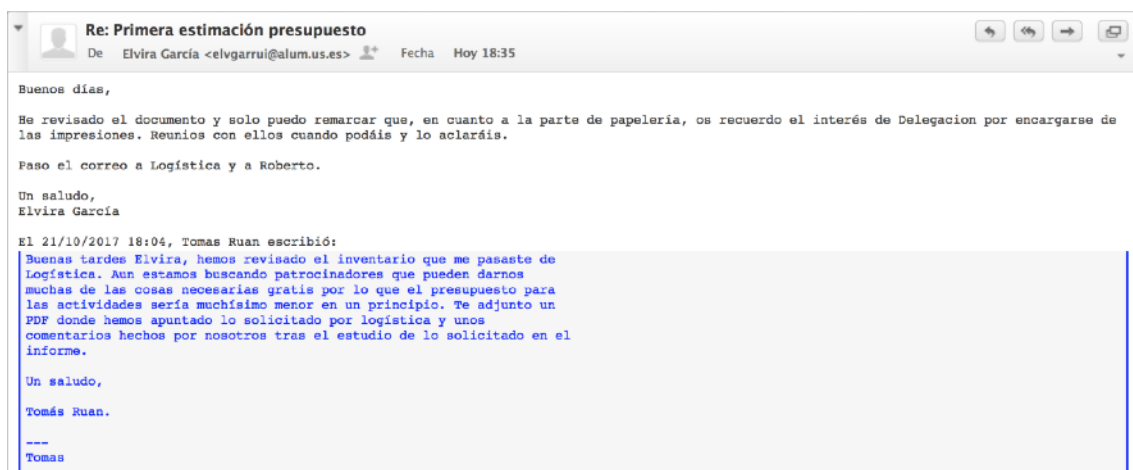 Re: Primera estimación presupuesto
De Elvira García <elvgarrui@alum.us.es> Fecha Hoy 18:35
Buenos días,
He revisado el documento y solo puedo remarcar que, en cuanto a la parte de papelería, os recuerdo el interés de Delegacion por encargarse de
las impresiones. Reunios con ellos cuando podáis y lo aclaráis.
Paso el correo a Logística y a Roberto.
Un saludo,
Elvira García
El 21/10/2017 18:04, Tomas Ruan escribió:
Buenas tardes Elvira, hemos revisado el inventario que me pasaste de
Logística. Aun estamos buscando patrocinadores que pueden darnos
muchas de las cosas necesarias gratis por lo que el presupuesto para
las actividades sería muchísimo menor en un principio. Te adjunto un
PDF donde hemos apuntado lo solicitado por logística y unos
comentarios hechos por nosotros tras el estudio de lo solicitado en el
informe.
Un saludo,
Tomás Ruan.
---
Tomas